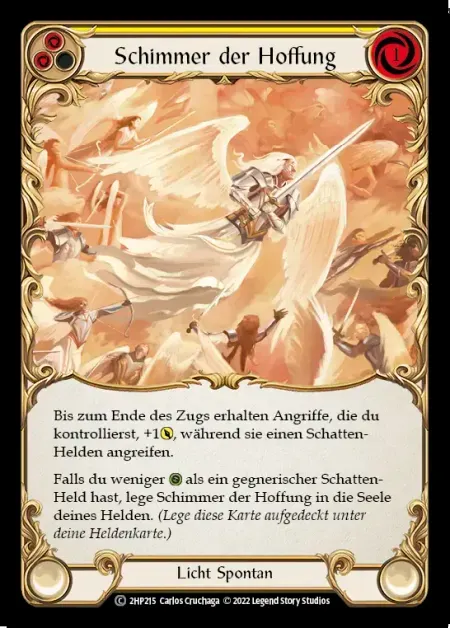 Schimmer der Hoffung
1
Bis zum Ende des Zugs erhalten Angriffe, die du
kontrollierst, +1, während sie einen Schatten-
Helden angreifen.
Falls du weniger als ein gegnerischer Schatten-
Held hast, lege Schimmer der Hoffung in die Seele
deines Helden. (Lege diese Karte aufgedeckt unter
deine Heldenkarte.)
Licht Spontan
C 2HP215 Carlos Cruchaga © 2022 Legend Story Studios